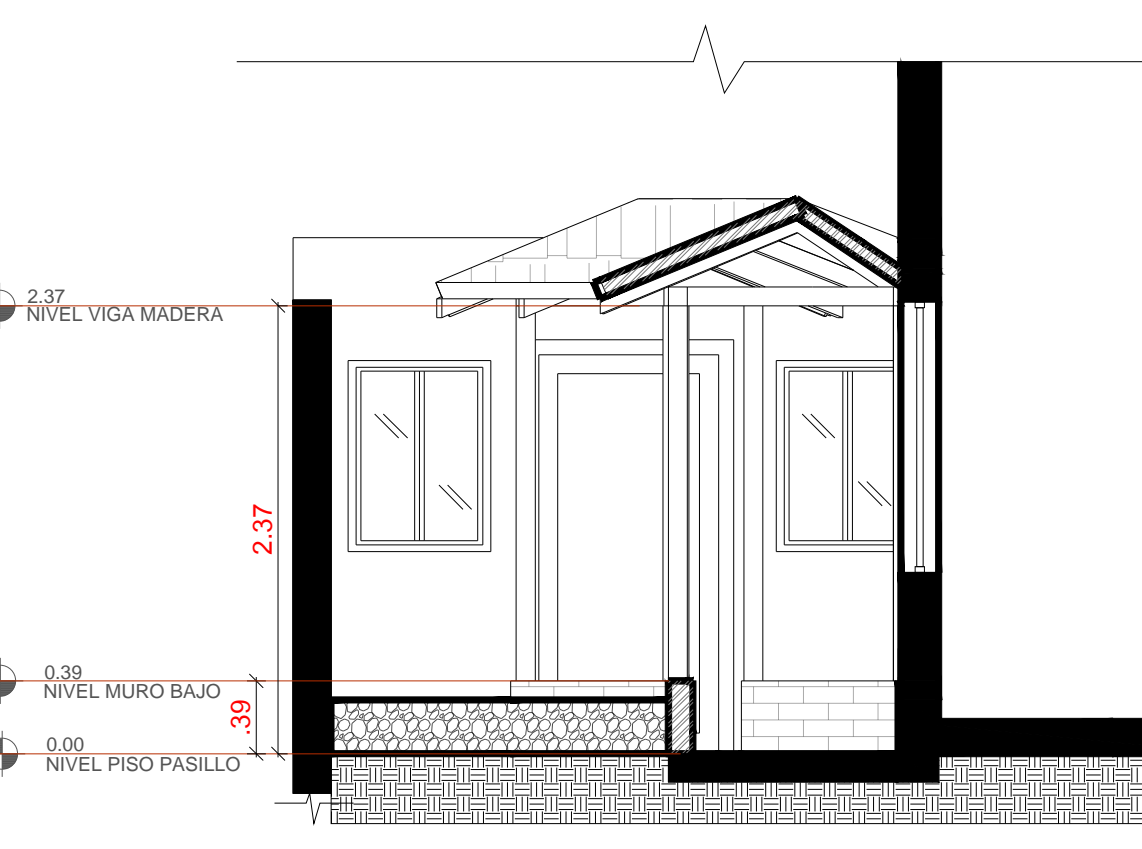 2.37
NIVEL VIGA MADERA
2.37
0.39
NIVEL MURO BAJO
.39
0.00
NIVEL PISO PASILLO